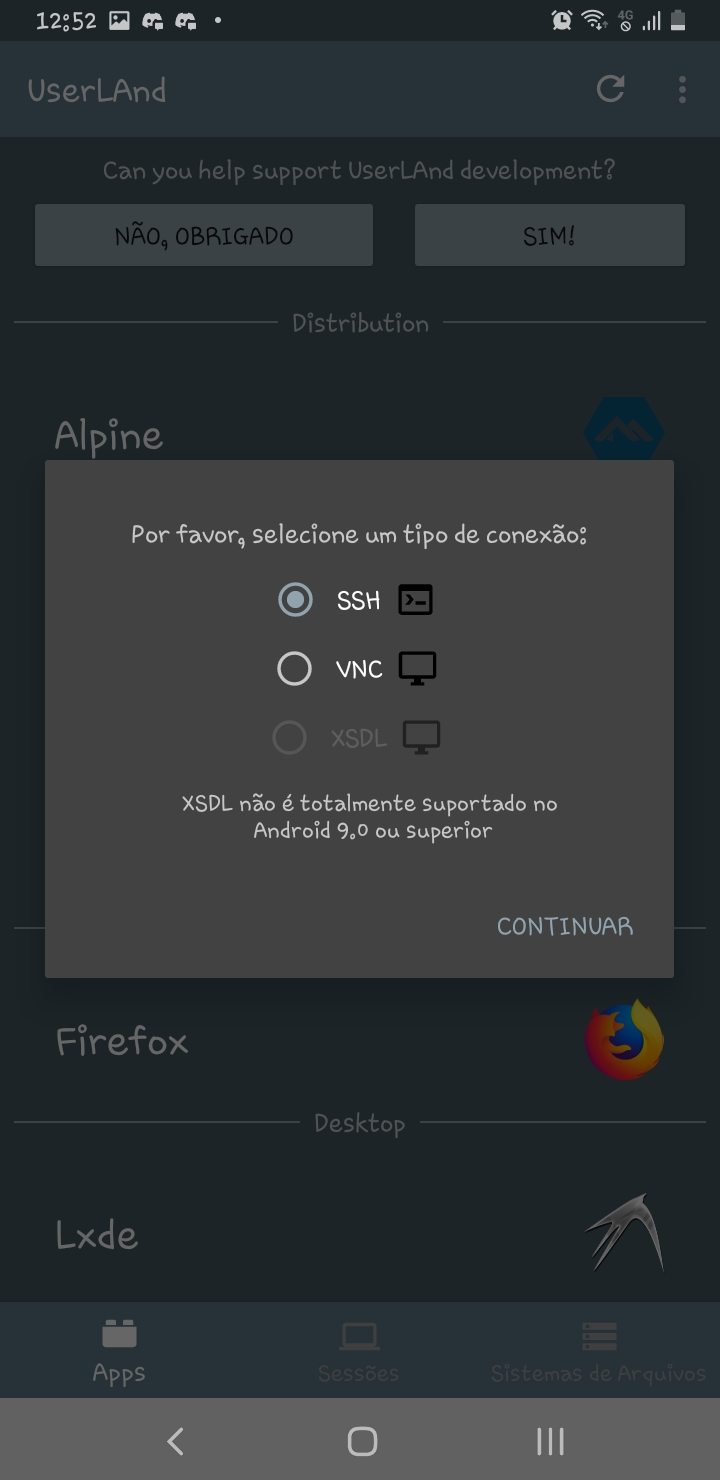 12:52
4G
UserLAnd
Can you help support UserLAnd development?
NÃO, OBRIGADO
SIM!
Distribution
Alpine
Por favor, selecione um tipo de conexão:
SSH
VNC
XSDL
XSDL não é totalmente suportado no
Android 9.0 ou superior
CONTINUAR
Firefox
Desktop
Lxde
Apps
Sessões
Sistemas de Arquivos